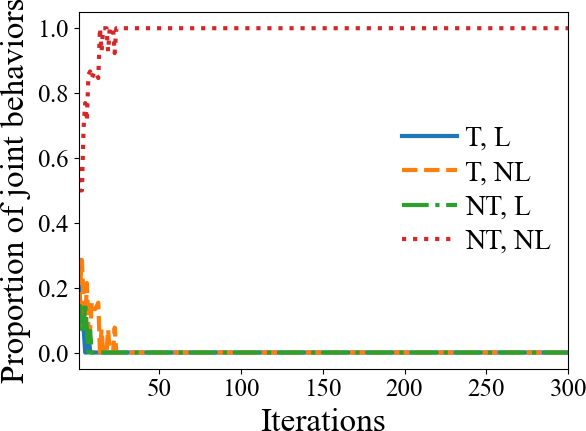 Proportion of joint behaviors
1.0
0.8
0.6
0.4
0.2
0.0
T, L
T, NL
NT, L
NT, NL
50 100 150 200 250 300
Iterations